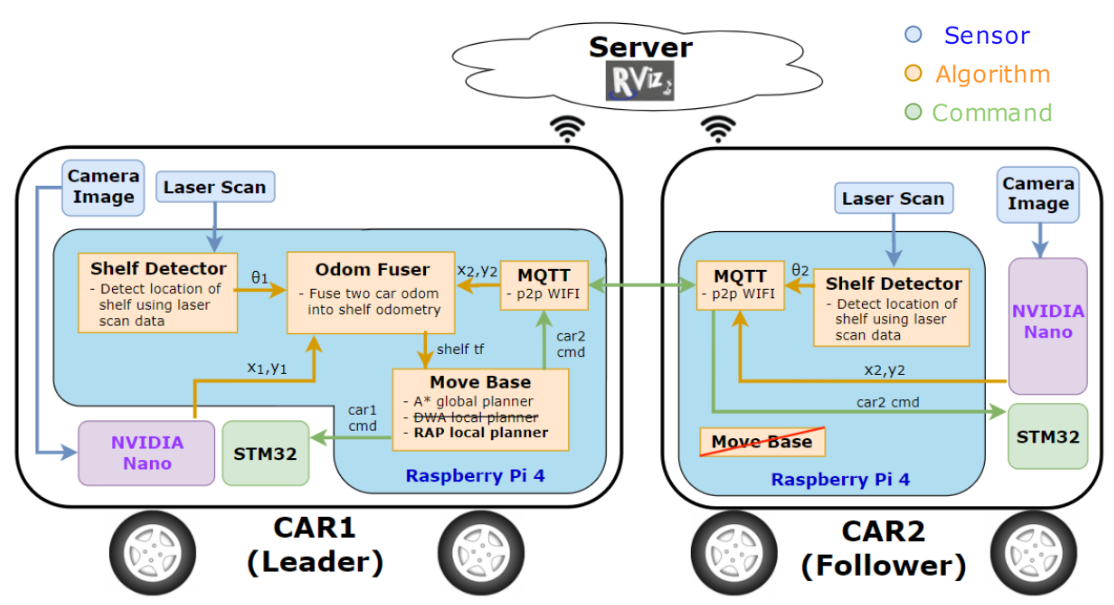 Server
RViz
Sensor
Algorithm
Command
Camera
Image
Laser Scan
Shelf Detector
- Detect location of
shelf using laser
scan data
θ1
Odom Fuser
- Fuse two car odom
into shelf odometry
x2,y2
MQTT
- p2p WIFI
x1,y1
shelf tf
car2
cmd
Move Base
- A* global planner
- DWA local planner
- RAP local planner
car1
cmd
NVIDIA
Nano
STM32
Raspberry Pi 4
CAR1
(Leader)
Laser Scan
Camera
Image
MQTT
- p2p WIFI
θ2
Shelf Detector
- Detect location of
shelf using laser
scan data
NVIDIA
Nano
x2,y2
car2 cmd
STM32
Move Base
Raspberry Pi 4
CAR2
(Follower)